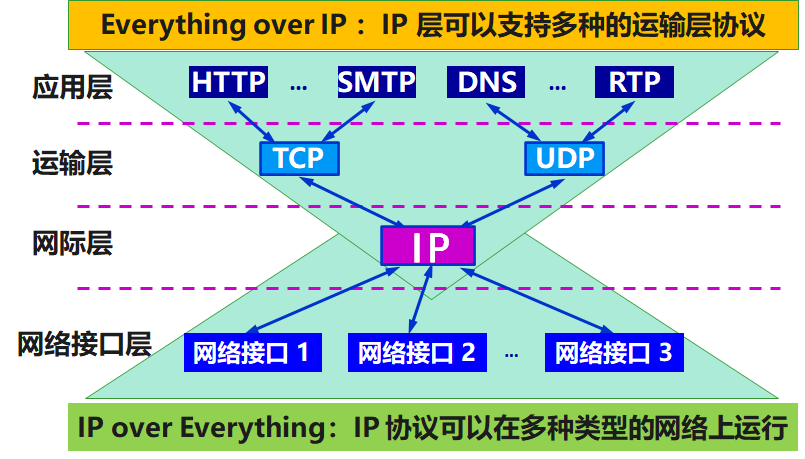 Everything over IP ：IP 层可以支持多种的运输层协议
应用层 HTTP ... SMTP DNS ... RTP
运输层 TCP UDP
网际层 IP
网络接口层 网络接口 1 网络接口 2 ... 网络接口 3
IP over Everything：IP 协议可以在多种类型的网络上运行